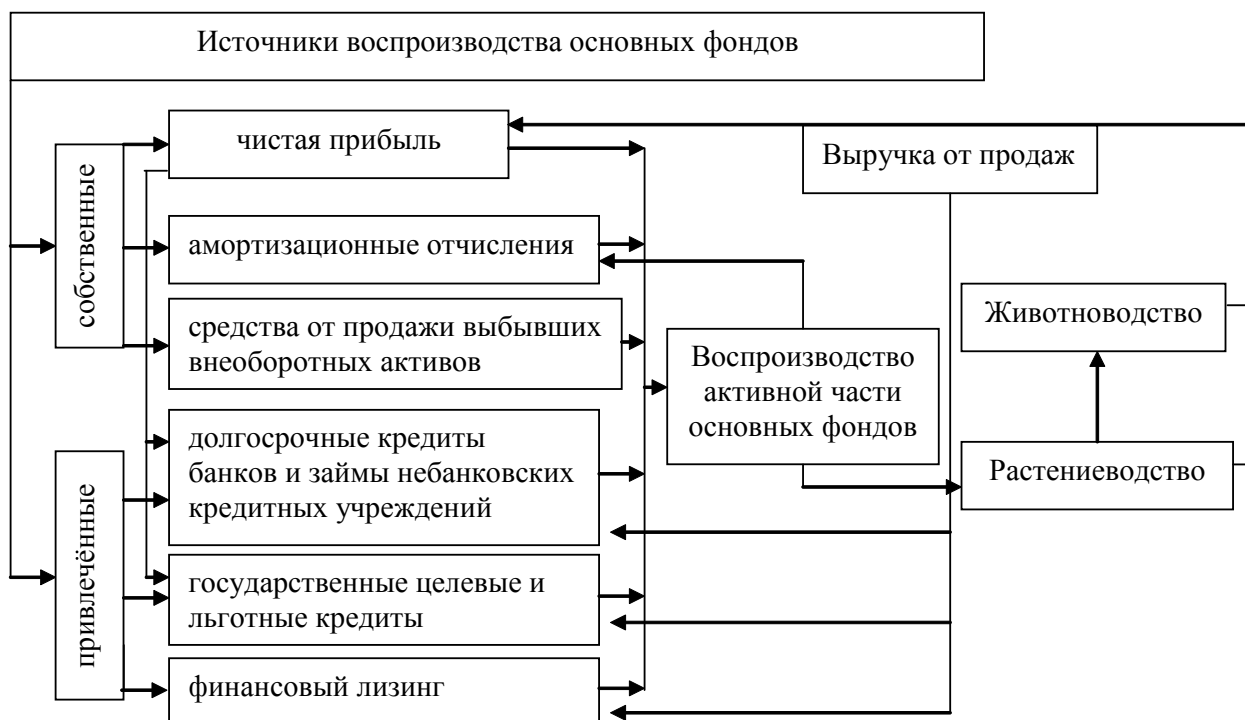 Источники воспроизводства основных фондов
собственные
чистая прибыль
амортизационные отчисления
средства от продажи выбывших
внеоборотных активов
привлечённые
долгосрочные кредиты
банков и займы небанковских
кредитных учреждений
государственные целевые и
льготные кредиты
финансовый лизинг
Воспроизводство
активной части
основных фондов
Выручка от продаж
Животноводство
Растениеводство